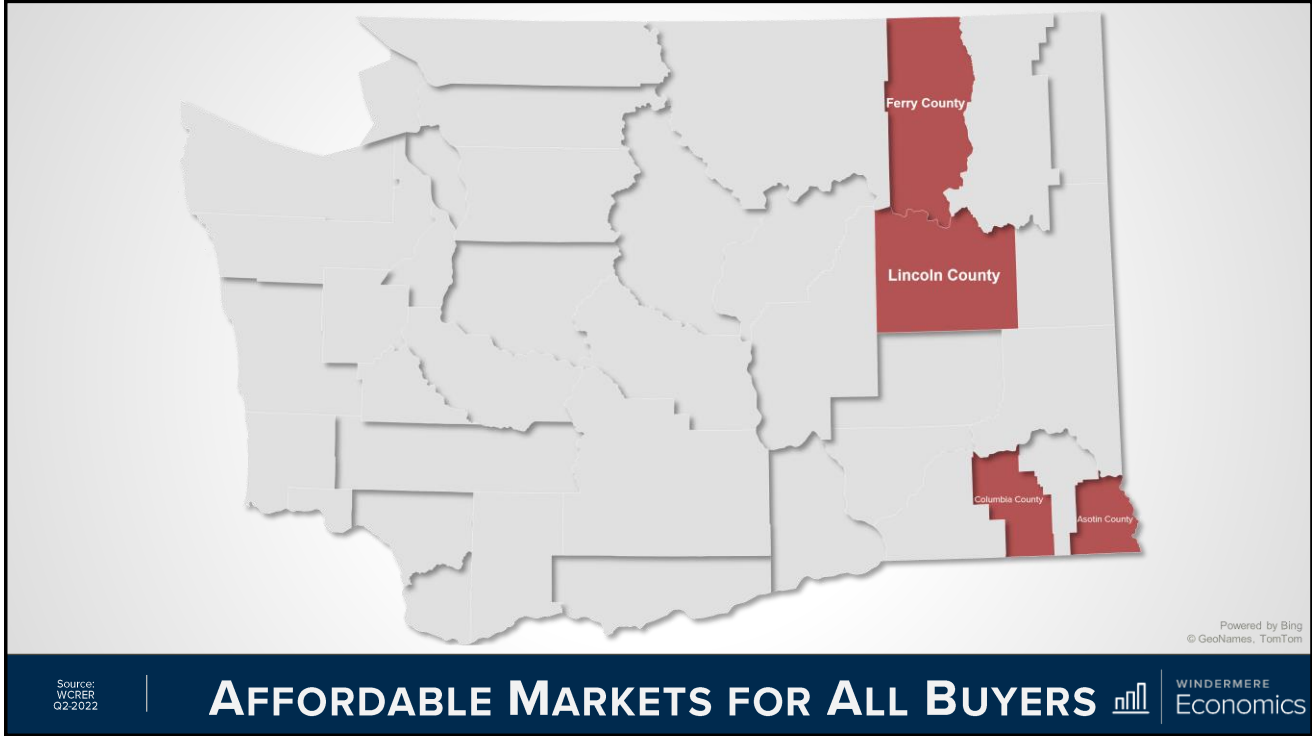 Ferry County
Lincoln County
Columbia County
Asotin County
Powered by Bing
© GeoNames, TomTom
Source:
WCRER
Q2-2022
AFFORDABLE MARKETS FOR ALL BUYERS
WINDERMERE
Economics